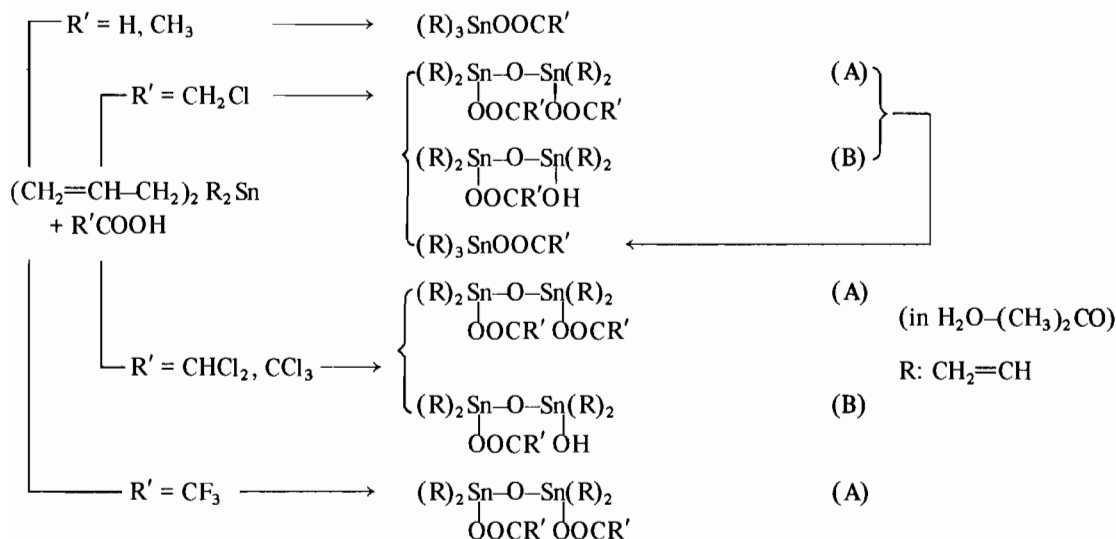 R′ = H, CH₃ ⟶ (R)₃SnOOCR′
(R)₂Sn–O–Sn(R)₂ (A)
R′ = CH₂Cl ⟶ OOCR′ OOCR′
(R)₂Sn–O–Sn(R)₂ (B)
(CH₂=CH–CH₂)₂ R₂Sn OOCR′ OH
+ R′COOH
(R)₃SnOOCR′
(R)₂Sn–O–Sn(R)₂ (A)
OOCR′ OOCR′ (in H₂O–(CH₃)₂CO)
R′ = CHCl₂, CCl₃ ⟶ R: CH₂=CH
(R)₂Sn–O–Sn(R)₂ (B)
OOCR′ OH
R′ = CF₃ ⟶ (R)₂Sn–O–Sn(R)₂ (A)
OOCR′ OOCR′